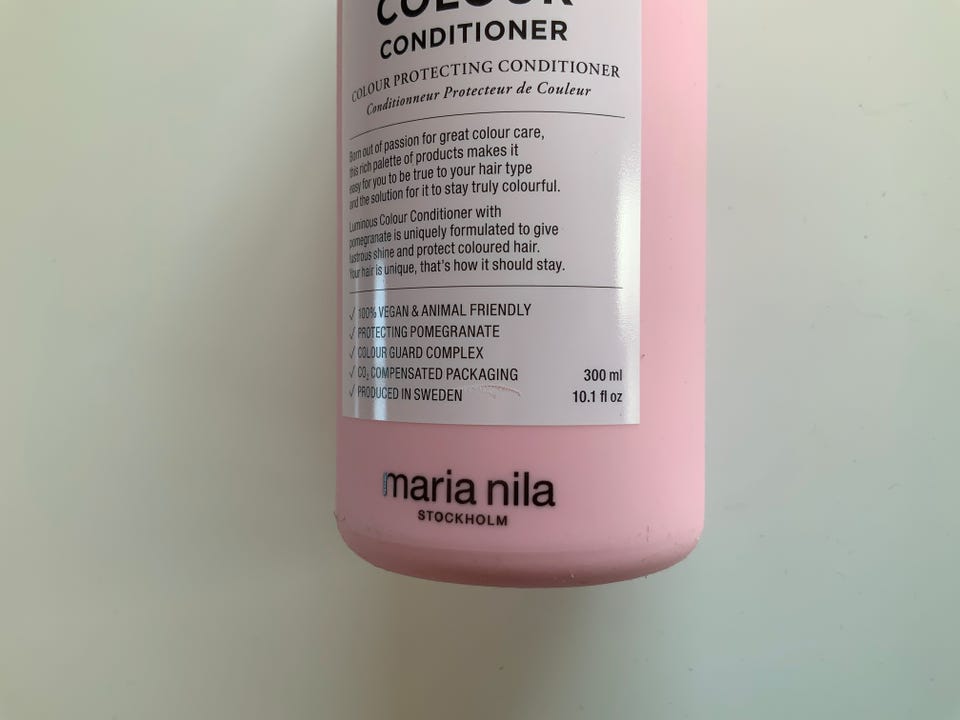 COLOUR
CONDITIONER
COLOUR PROTECTING CONDITIONER
Conditionneur Protecteur de Couleur
Born out of passion for great colour care,
this rich palette of products makes it
easy for you to be true to your hair type
and the solution for it to stay truly colourful.
Luminous Colour Conditioner with
pomegranate is uniquely formulated to give
lustrous shine and protect coloured hair.
Your hair is unique, that's how it should stay.
✓ 100% VEGAN & ANIMAL FRIENDLY
✓ PROTECTING POMEGRANATE
✓ COLOUR GUARD COMPLEX
✓ CO₂ COMPENSATED PACKAGING 300 ml
✓ PRODUCED IN SWEDEN 10.1 fl oz
maria nila
STOCKHOLM